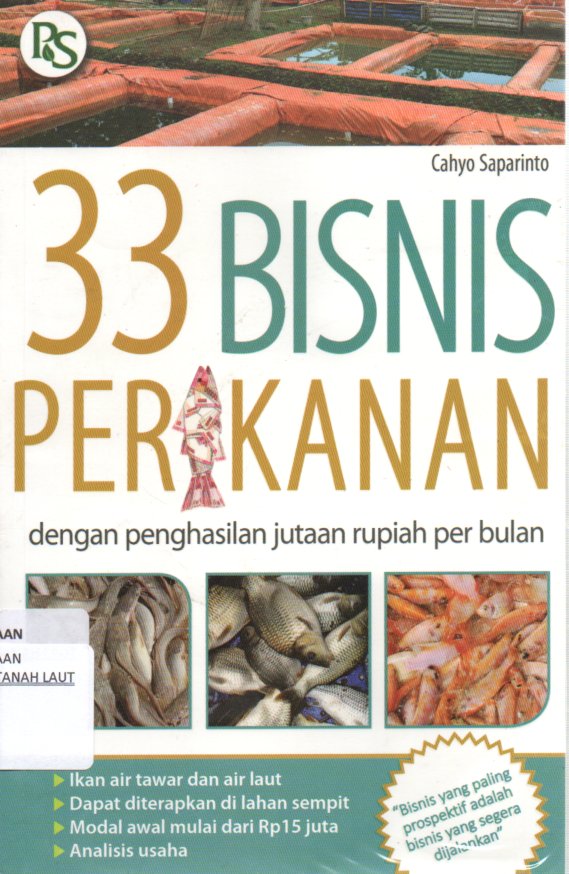 PS
Cahyo Saparinto
33 BISNIS
PERIKANAN
dengan penghasilan jutaan rupiah per bulan
AAN
AAN
TANAH LAUT
Ikan air tawar dan air laut
Dapat diterapkan di lahan sempit
Modal awal mulai dari Rp15 juta
Analisis usaha
"Bisnis yang paling
prospektif adalah
bisnis yang segera
dijalankan"